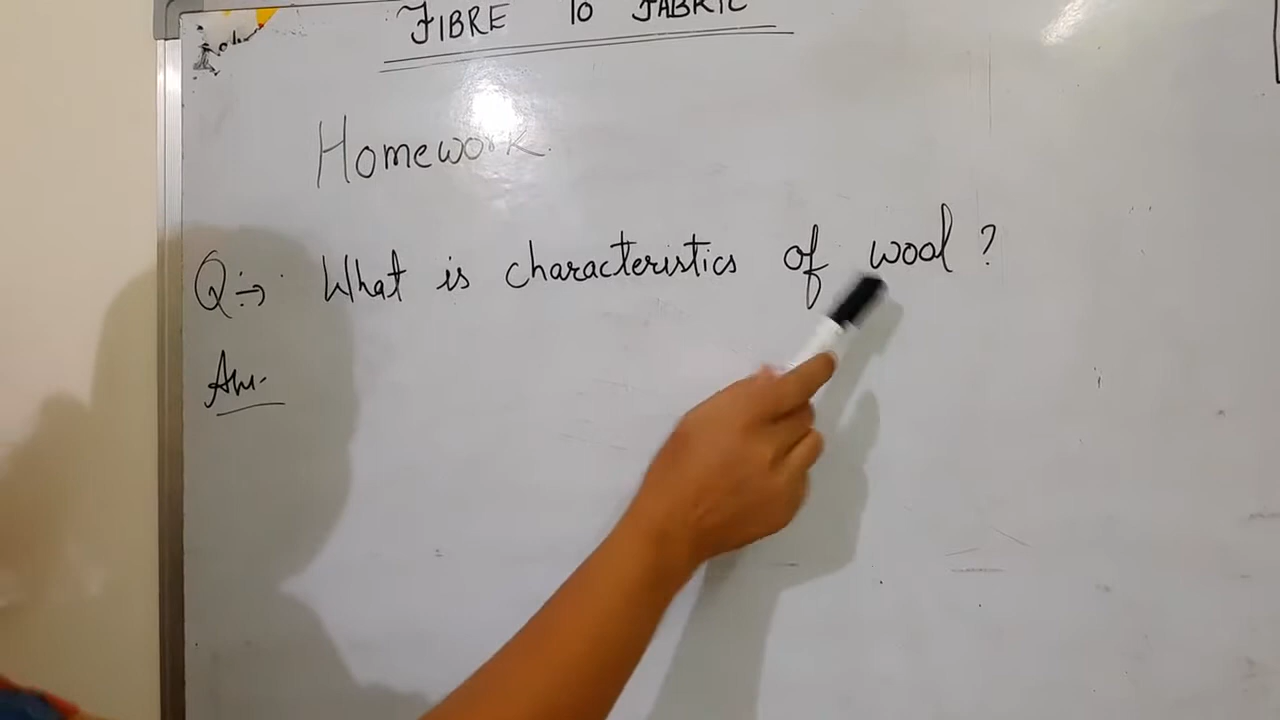 FIBRE TO FABRIC
Homework.
Q:→ What is characteristics of wool ?
Ans.